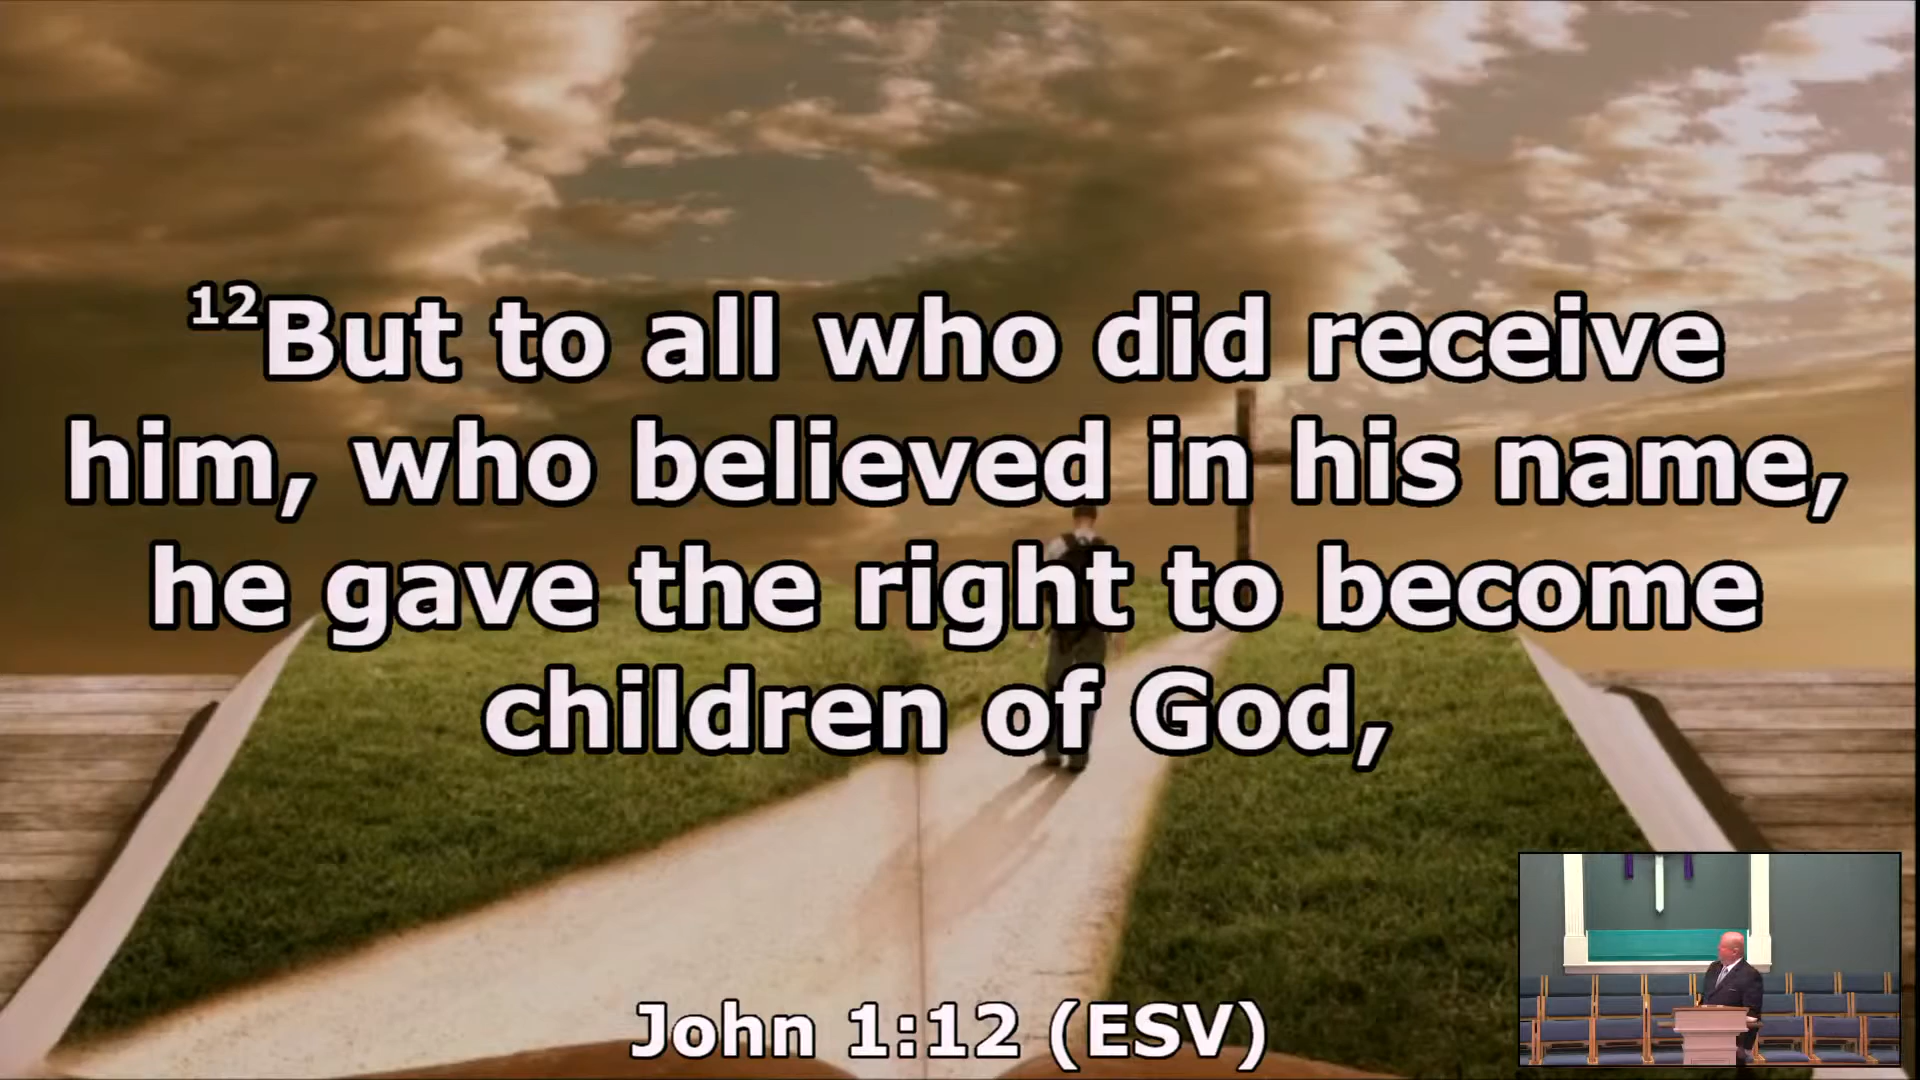 12But to all who did receive
him, who believed in his name,
he gave the right to become
children of God,
John 1:12 (ESV)